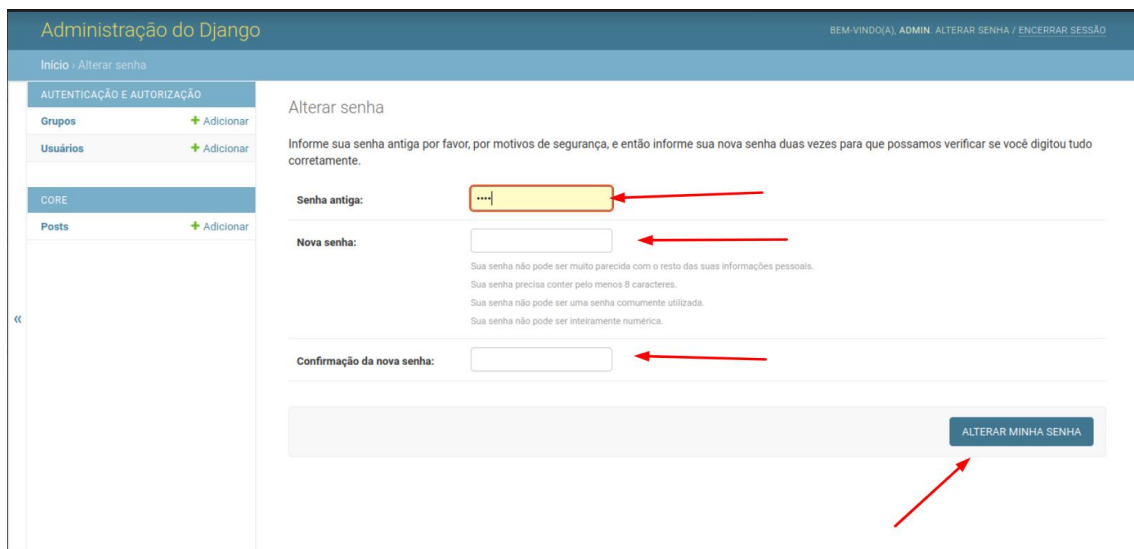 Administração do Django
BEM-VINDO(A), ADMIN. ALTERAR SENHA / ENCERRAR SESSÃO
Início › Alterar senha
AUTENTICAÇÃO E AUTORIZAÇÃO
Grupos + Adicionar
Usuários + Adicionar
CORE
Posts + Adicionar
«
Alterar senha
Informe sua senha antiga por favor, por motivos de segurança, e então informe sua nova senha duas vezes para que possamos verificar se você digitou tudo
corretamente.
Senha antiga: ••••
Nova senha:
Sua senha não pode ser muito parecida com o resto das suas informações pessoais.
Sua senha precisa conter pelo menos 8 caracteres.
Sua senha não pode ser uma senha comumente utilizada.
Sua senha não pode ser inteiramente numérica.
Confirmação da nova senha:
ALTERAR MINHA SENHA